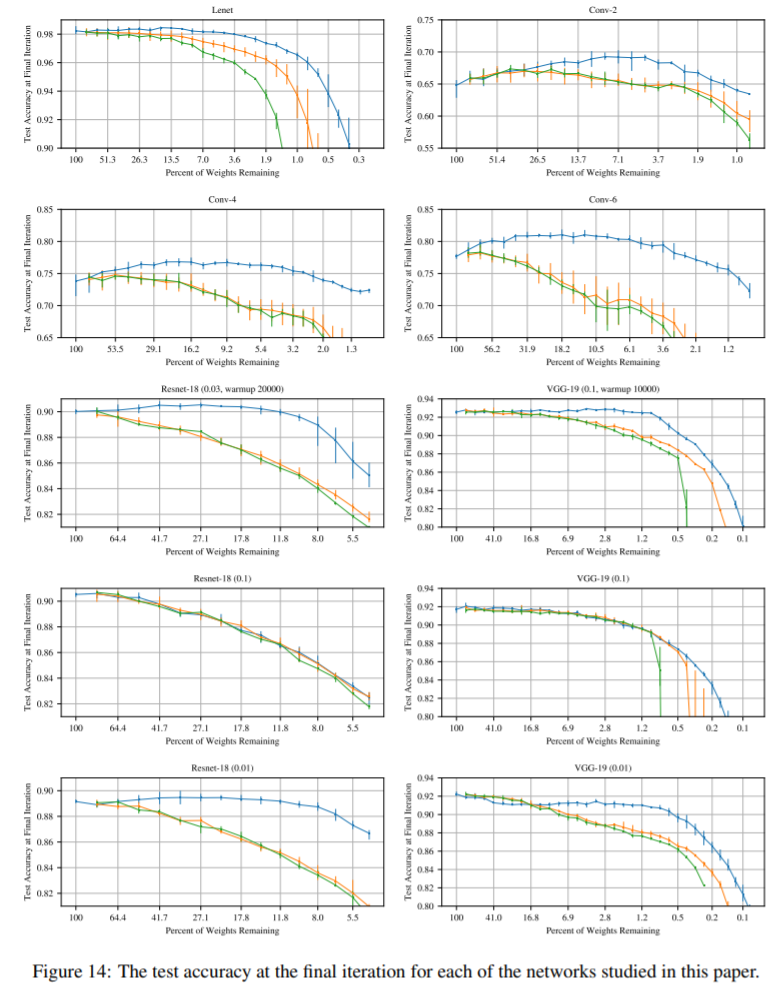 Lenet
Test Accuracy at Final Iteration
0.98
0.96
0.94
0.92
0.90
100 51.3 26.3 13.5 7.0 3.6 1.9 1.0 0.5 0.3
Percent of Weights Remaining
Conv-2
Test Accuracy at Final Iteration
0.75
0.70
0.65
0.60
0.55
100 51.4 26.5 13.7 7.1 3.7 1.9 1.0
Percent of Weights Remaining
Conv-4
Test Accuracy at Final Iteration
0.85
0.80
0.75
0.70
0.65
100 53.5 29.1 16.2 9.2 5.4 3.2 2.0 1.3
Percent of Weights Remaining
Conv-6
Test Accuracy at Final Iteration
0.85
0.80
0.75
0.70
0.65
100 56.2 31.9 18.2 10.5 6.1 3.6 2.1 1.2
Percent of Weights Remaining
Resnet-18 (0.03, warmup 20000)
Test Accuracy at Final Iteration
0.90
0.88
0.86
0.84
0.82
100 64.4 41.7 27.1 17.8 11.8 8.0 5.5
Percent of Weights Remaining
VGG-19 (0.1, warmup 10000)
Test Accuracy at Final Iteration
0.94
0.92
0.90
0.88
0.86
0.84
0.82
0.80
100 41.0 16.8 6.9 2.8 1.2 0.5 0.2 0.1
Percent of Weights Remaining
Resnet-18 (0.1)
Test Accuracy at Final Iteration
0.90
0.88
0.86
0.84
0.82
100 64.4 41.7 27.1 17.8 11.8 8.0 5.5
Percent of Weights Remaining
VGG-19 (0.1)
Test Accuracy at Final Iteration
0.94
0.92
0.90
0.88
0.86
0.84
0.82
0.80
100 41.0 16.8 6.9 2.8 1.2 0.5 0.2 0.1
Percent of Weights Remaining
Resnet-18 (0.01)
Test Accuracy at Final Iteration
0.90
0.88
0.86
0.84
0.82
100 64.4 41.7 27.1 17.8 11.8 8.0 5.5
Percent of Weights Remaining
VGG-19 (0.01)
Test Accuracy at Final Iteration
0.94
0.92
0.90
0.88
0.86
0.84
0.82
0.80
100 41.0 16.8 6.9 2.8 1.2 0.5 0.2 0.1
Percent of Weights Remaining
Figure 14: The test accuracy at the final iteration for each of the networks studied in this paper.